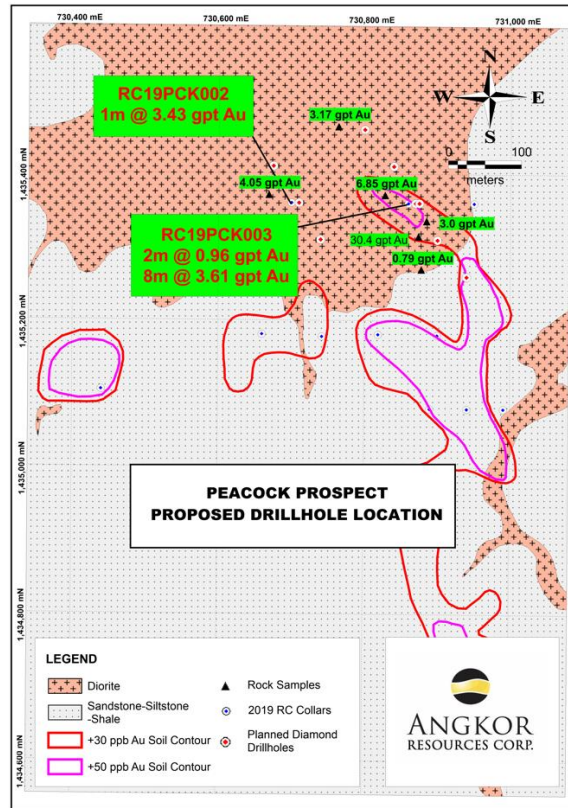 730,400 mE
730,600 mE
730,800 mE
731,000 mE
RC19PCK002
1m @ 3.43 gpt Au
N
W
E
S
0
100
meters
3.17 gpt Au
1,435,400 mN
4.05 gpt Au
6.85 gpt Au
RC19PCK003
2m @ 0.96 gpt Au
8m @ 3.61 gpt Au
3.0 gpt Au
30.4 gpt Au
0.79 gpt Au
1,435,200 mN
1,435,000 mN
PEACOCK PROSPECT
PROPOSED DRILLHOLE LOCATION
1,434,800 mN
1,434,600 mN
LEGEND
Diorite
Sandstone-Siltstone
-Shale
+30 ppb Au Soil Contour
+50 ppb Au Soil Contour
Rock Samples
2019 RC Collars
Planned Diamond
Drillholes
ANGKOR
RESOURCES CORP.